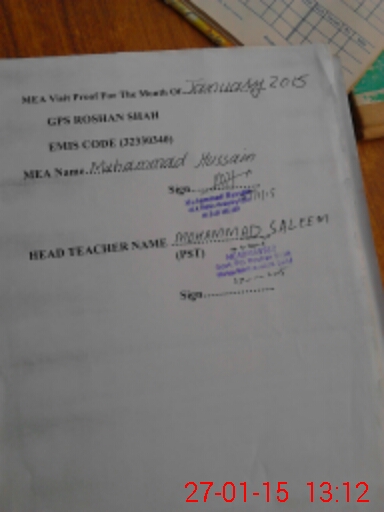 MEA Visit Proof For The Month Of January 2015
GPS ROSHAN SHAH
EMIS CODE (32330340)
MEA Name. Muhammad Hussain
Sign
HEAD TEACHER NAME MUHAMMAD SALEEM
(PST)
Sign
27-01-15 13:12